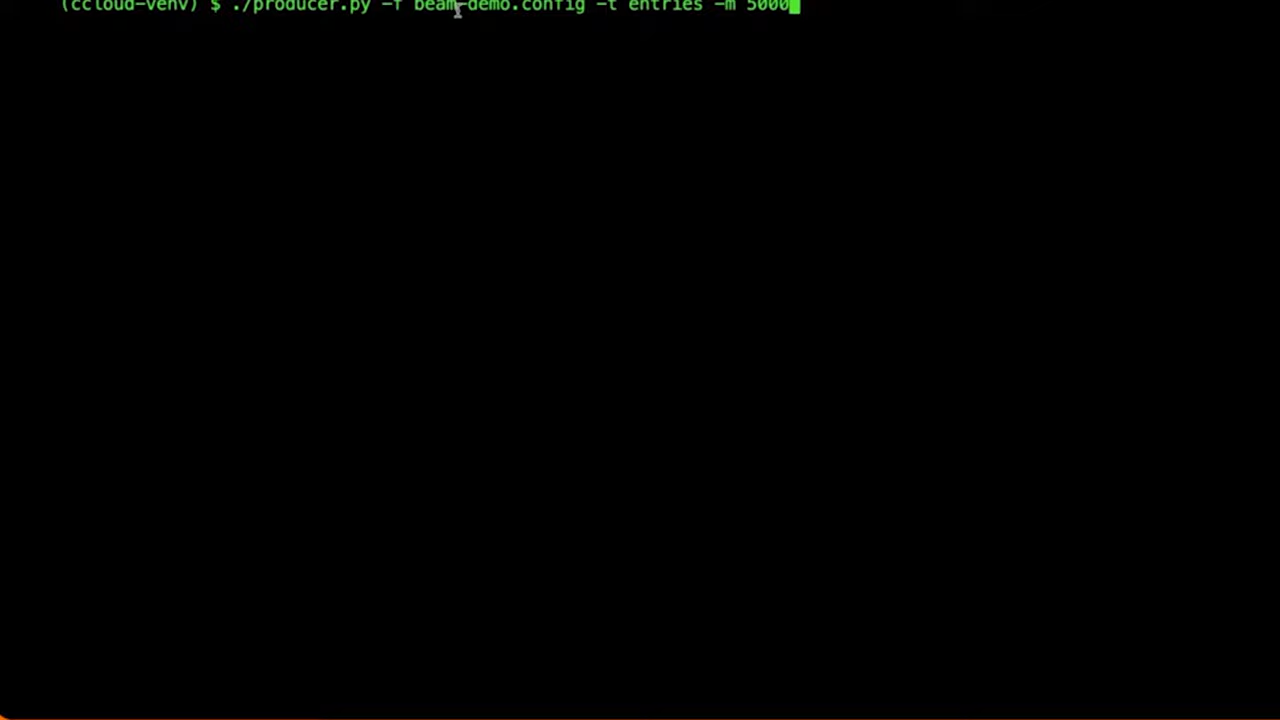 (ccloud-venv) $ ./producer.py -f beam-demo.config -t entries -m 5000